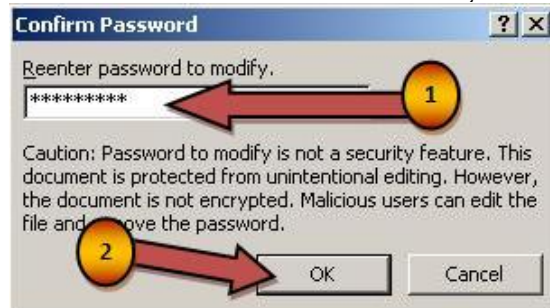 Confirm Password ? X
Reenter password to modify.
*********
1
Caution: Password to modify is not a security feature. This
document is protected from unintentional editing. However,
the document is not encrypted. Malicious users can edit the
file and the password.
2
OK Cancel